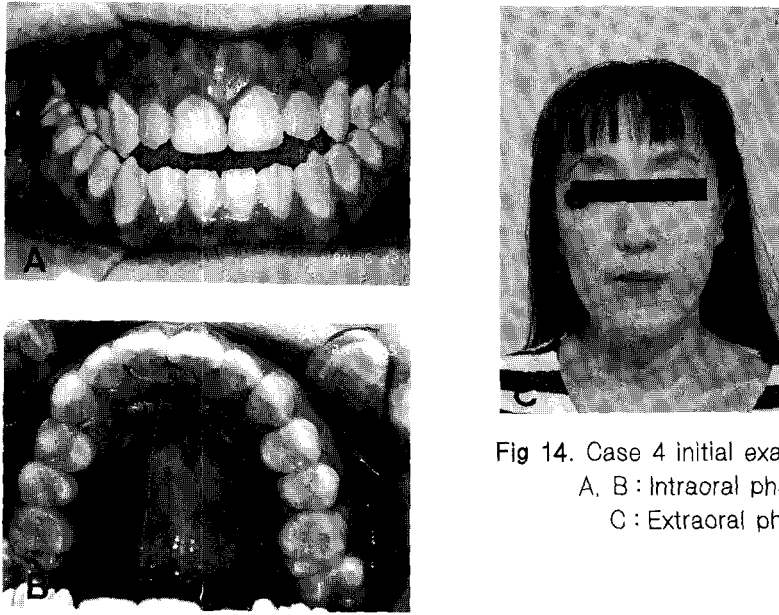 A
B
C
Fig 14. Case 4 initial exa
A, B : Intraoral ph
C : Extraoral ph